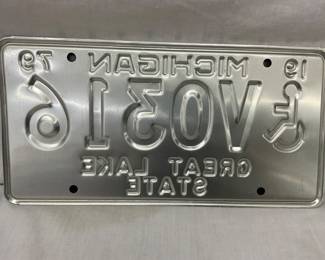 19 MICHIGAN 79
V0316
GREAT LAKE
STATE